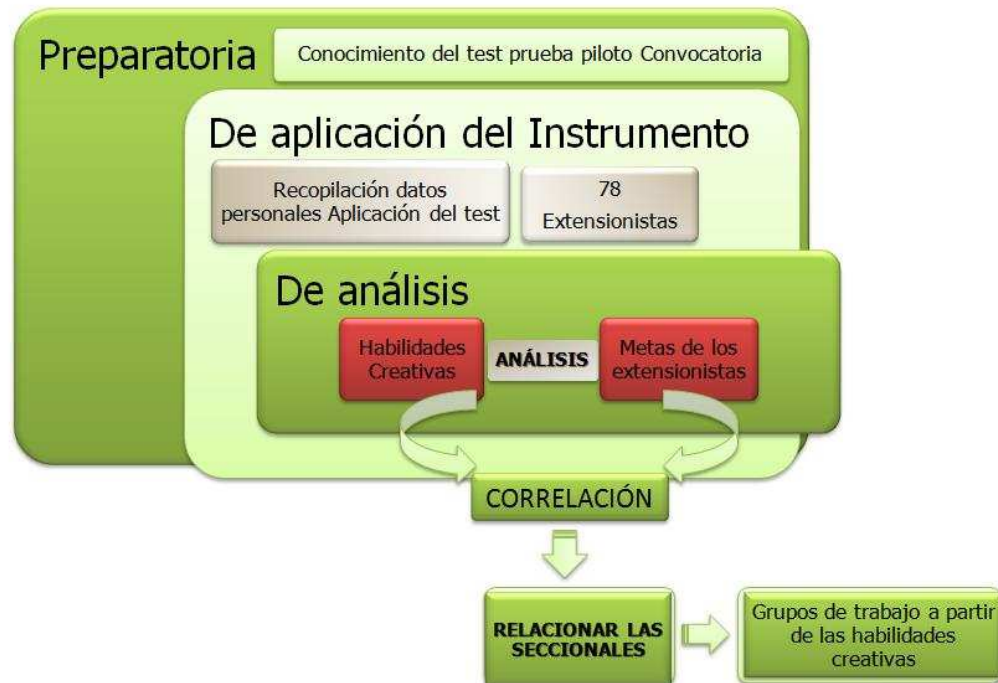 Preparatoria
Conocimiento del test prueba piloto Convocatoria
De aplicación del Instrumento
Recopilación datos
personales Aplicación del test
78
Extensionistas
De análisis
Habilidades
Creativas
ANÁLISIS
Metas de los
extensionistas
CORRELACIÓN
RELACIONAR LAS
SECCIONALES
Grupos de trabajo a partir
de las habilidades
creativas